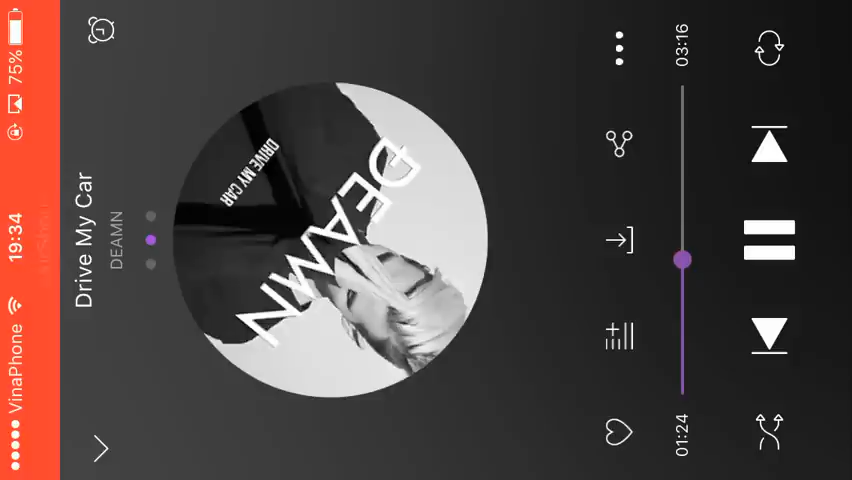 VinaPhone 19:34 75%
Drive My Car
DEAMN
DRIVE MY CAR
DEAMN
01:24 03:16